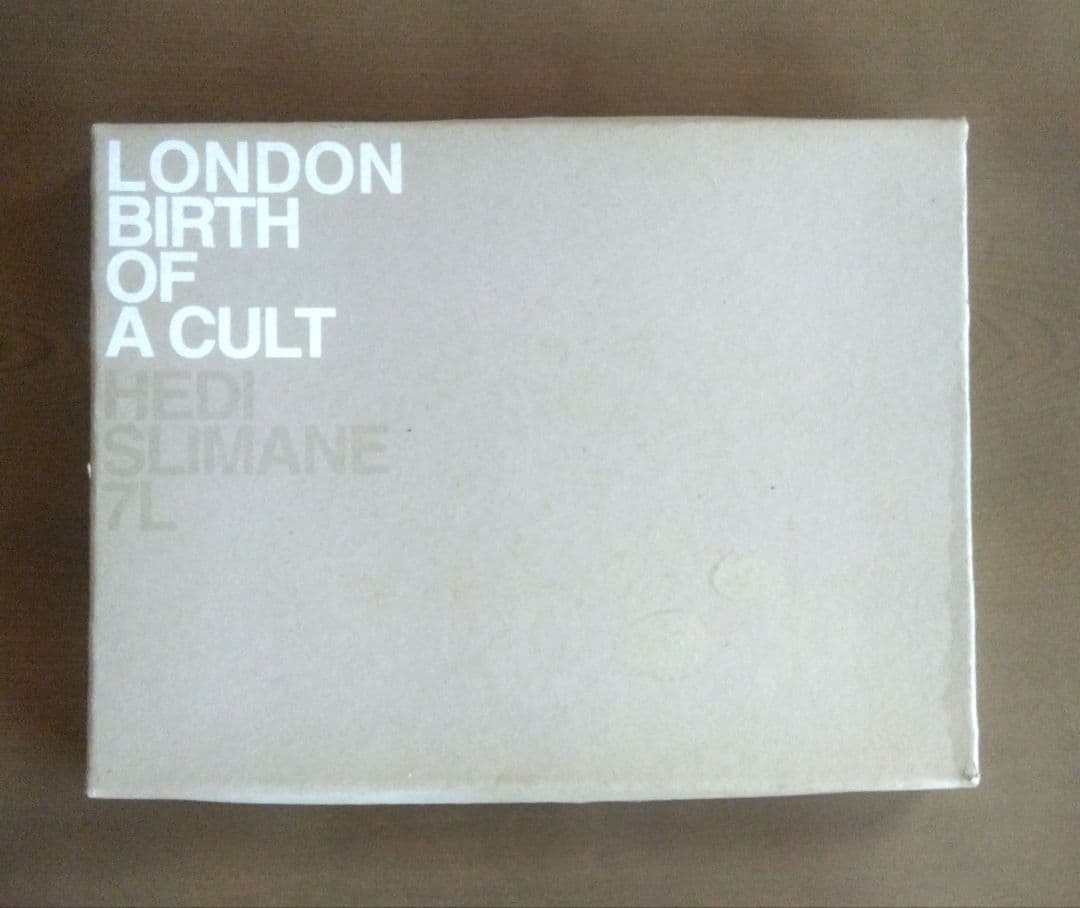 LONDON
BIRTH
OF
A CULT
HEDI
SLIMANE
7L